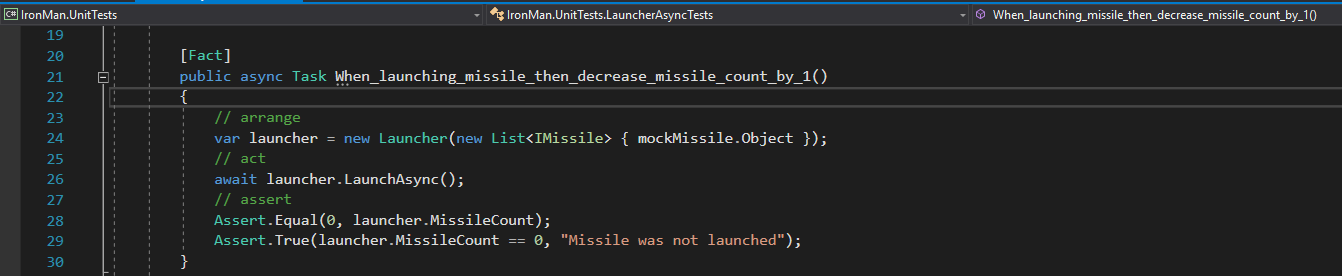 C# IronMan.UnitTests IronMan.UnitTests.LauncherAsyncTests When_launching_missile_then_decrease_missile_count_by_1()
19
20 [Fact]
21 public async Task When_launching_missile_then_decrease_missile_count_by_1()
22 {
23 // arrange
24 var launcher = new Launcher(new List<IMissile> { mockMissile.Object });
25 // act
26 await launcher.LaunchAsync();
27 // assert
28 Assert.Equal(0, launcher.MissileCount);
29 Assert.True(launcher.MissileCount == 0, "Missile was not launched");
30 }